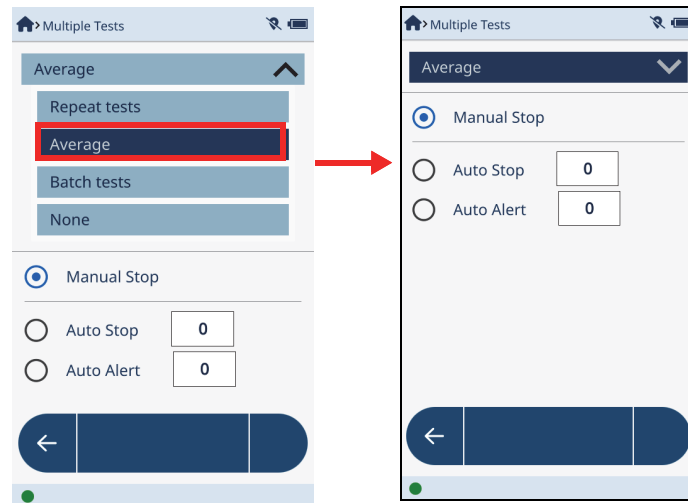 Multiple Tests
Average
Repeat tests
Average
Batch tests
None
Manual Stop
Auto Stop 0
Auto Alert 0
Multiple Tests
Average
Manual Stop
Auto Stop 0
Auto Alert 0